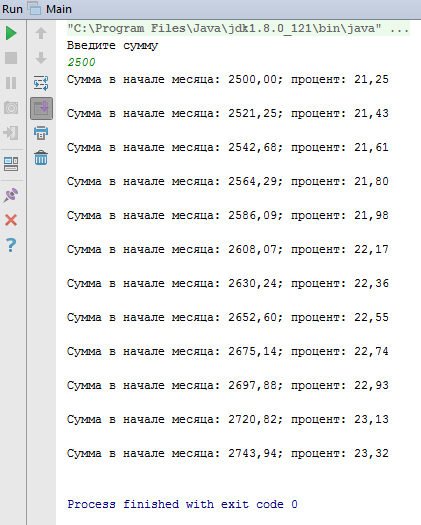 Run Main
"C:\Program Files\Java\jdk1.8.0_121\bin\java" ...
Введите сумму
2500
Сумма в начале месяца: 2500,00; процент: 21,25
Сумма в начале месяца: 2521,25; процент: 21,43
Сумма в начале месяца: 2542,68; процент: 21,61
Сумма в начале месяца: 2564,29; процент: 21,80
Сумма в начале месяца: 2586,09; процент: 21,98
Сумма в начале месяца: 2608,07; процент: 22,17
Сумма в начале месяца: 2630,24; процент: 22,36
Сумма в начале месяца: 2652,60; процент: 22,55
Сумма в начале месяца: 2675,14; процент: 22,74
Сумма в начале месяца: 2697,88; процент: 22,93
Сумма в начале месяца: 2720,82; процент: 23,13
Сумма в начале месяца: 2743,94; процент: 23,32
Process finished with exit code 0